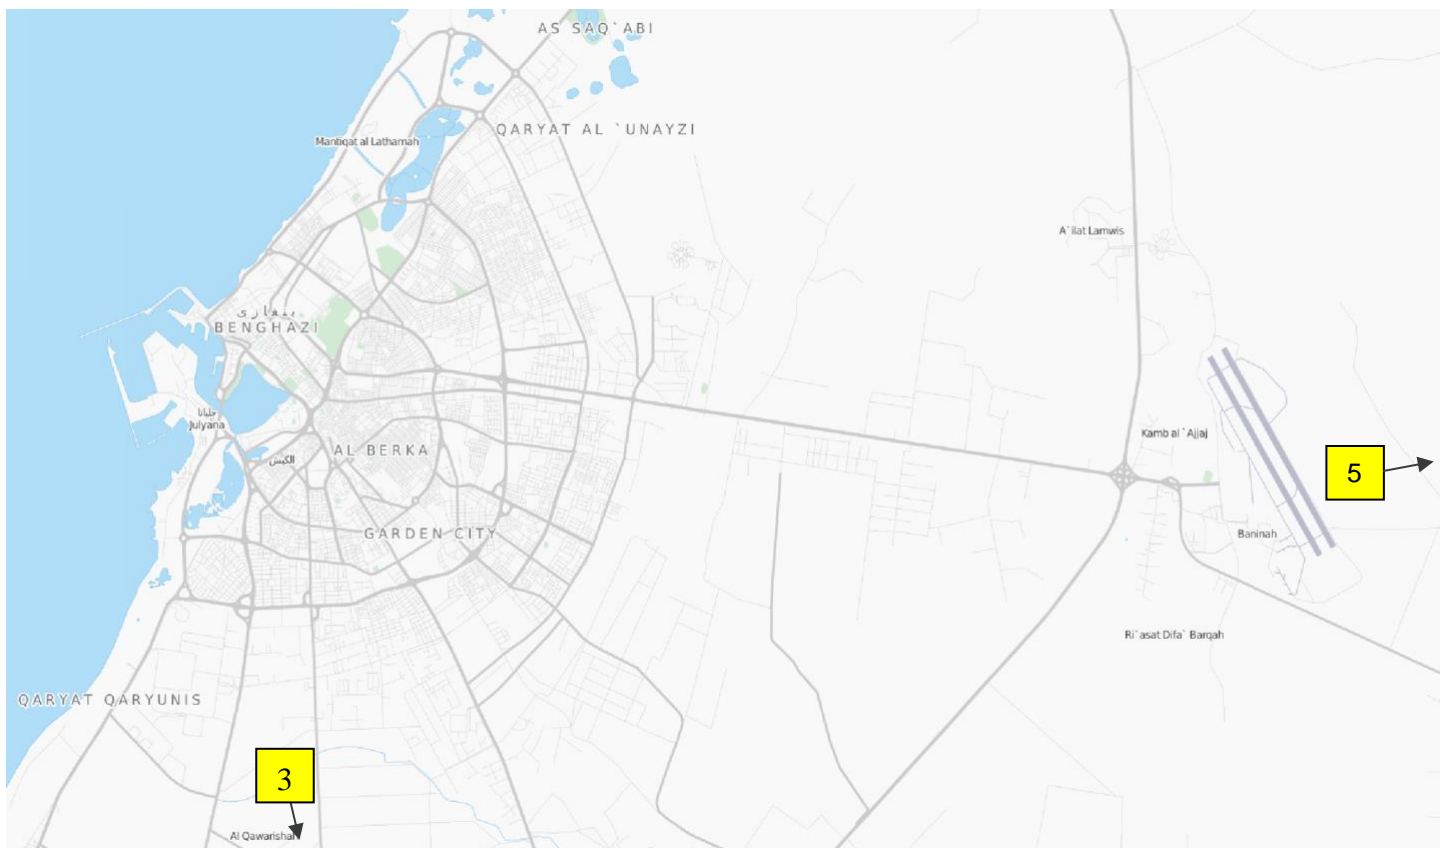 AS SAQ`ABI
QARYAT AL `UNAYZI
Mantiqat al Lathamah
A`ilat Lamwis
بنغازي
BENGHAZI
جليانا
Julyana
AL BERKA
الكيش
Kamb al `Ajjaj
5
GARDEN CITY
Baninah
Ri`asat Difa` Barqah
QARYAT QARYUNIS
3
Al Qawarishah